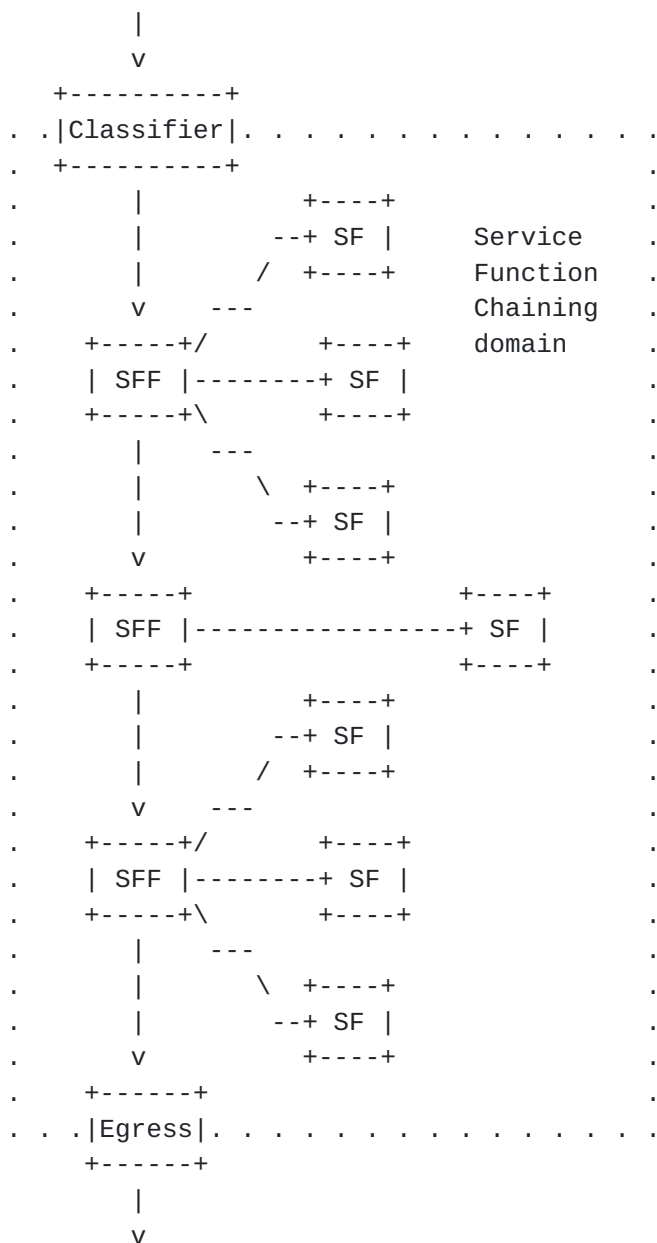 |
v
+----------+
. .|Classifier|. . . . . . . . . . . . . .
.  +----------+                          .
.       |          +----+                .
.       |        --+ SF |     Service    .
.       |       /  +----+     Function   .
.       v    ---              Chaining   .
.    +-----+/       +----+    domain     .
.    | SFF |--------+ SF |               .
.    +-----+\       +----+               .
.       |    ---                         .
.       |       \  +----+                .
.       |        --+ SF |                .
.       v          +----+                .
.    +-----+                 +----+      .
.    | SFF |-----------------+ SF |      .
.    +-----+                 +----+      .
.       |          +----+                .
.       |        --+ SF |                .
.       |       /  +----+                .
.       v    ---                         .
.    +-----+/       +----+               .
.    | SFF |--------+ SF |               .
.    +-----+\       +----+               .
.       |    ---                         .
.       |       \  +----+                .
.       |        --+ SF |                .
.       v          +----+                .
.    +------+                            .
. . .|Egress|. . . . . . . . . . . . . . .
+------+
|
v